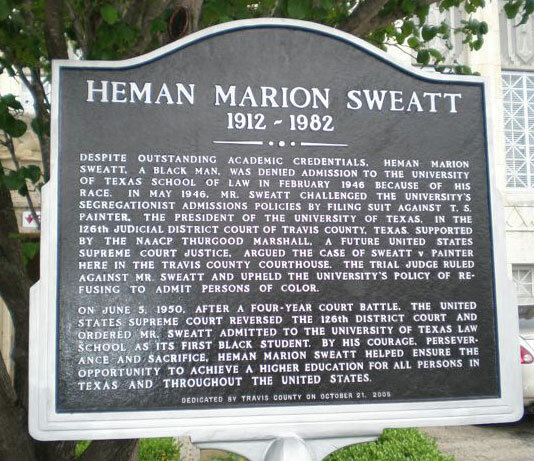 HEMAN MARION SWEATT
1912 ~ 1982
DESPITE OUTSTANDING ACADEMIC CREDENTIALS, HEMAN MARION
SWEATT, A BLACK MAN, WAS DENIED ADMISSION TO THE UNIVERSITY
OF TEXAS SCHOOL OF LAW IN FEBRUARY 1946 BECAUSE OF HIS
RACE. IN MAY 1946, MR. SWEATT CHALLENGED THE UNIVERSITY'S
SEGREGATIONIST ADMISSIONS POLICIES BY FILING SUIT AGAINST T. S.
PAINTER, THE PRESIDENT OF THE UNIVERSITY OF TEXAS, IN THE
126th JUDICIAL DISTRICT COURT OF TRAVIS COUNTY, TEXAS. SUPPORTED
BY THE NAACP THURGOOD MARSHALL, A FUTURE UNITED STATES
SUPREME COURT JUSTICE, ARGUED THE CASE OF SWEATT v PAINTER
HERE IN THE TRAVIS COUNTY COURTHOUSE. THE TRIAL JUDGE RULED
AGAINST MR. SWEATT AND UPHELD THE UNIVERSITY'S POLICY OF RE-
FUSING TO ADMIT PERSONS OF COLOR.
ON JUNE 5, 1950, AFTER A FOUR-YEAR COURT BATTLE, THE UNITED
STATES SUPREME COURT REVERSED THE 126th DISTRICT COURT AND
ORDERED MR. SWEATT ADMITTED TO THE UNIVERSITY OF TEXAS LAW
SCHOOL AS ITS FIRST BLACK STUDENT. BY HIS COURAGE, PERSEVER-
ANCE AND SACRIFICE, HEMAN MARION SWEATT HELPED ENSURE THE
OPPORTUNITY TO ACHIEVE A HIGHER EDUCATION FOR ALL PERSONS IN
TEXAS AND THROUGHOUT THE UNITED STATES.
DEDICATED BY TRAVIS COUNTY ON OCTOBER 21, 2005